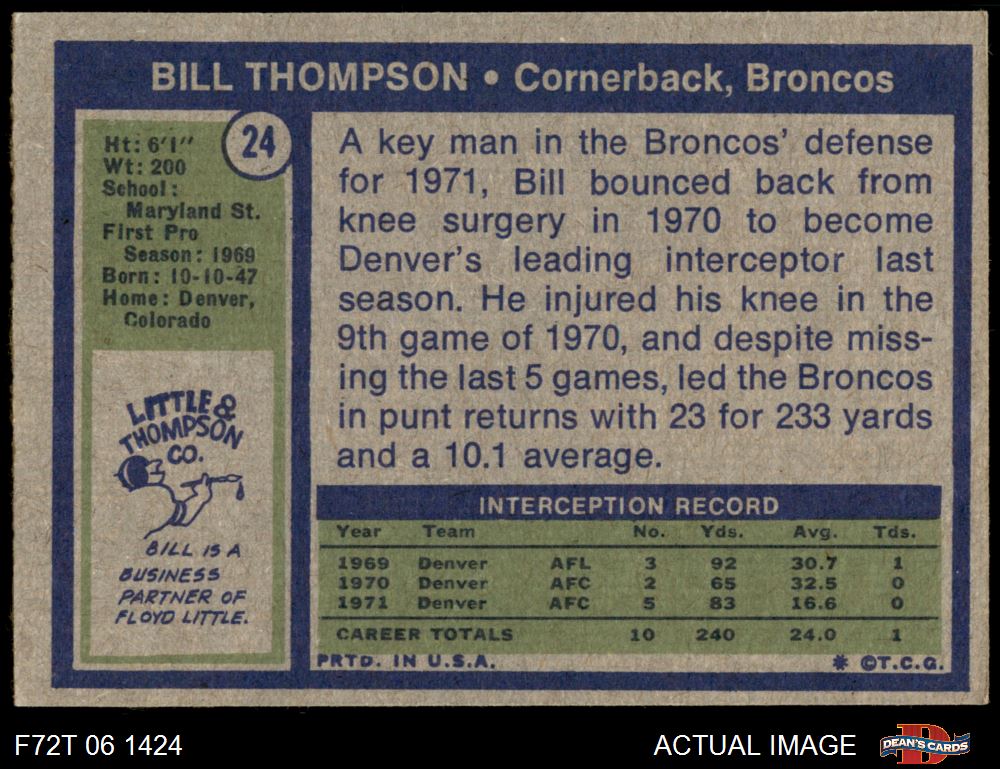 BILL THOMPSON • Cornerback, Broncos
24
Ht: 6'1"
Wt: 200
School:
Maryland St.
First Pro
Season: 1969
Born: 10-10-47
Home: Denver,
Colorado
LITTLE &
THOMPSON
CO.
BILL IS A
BUSINESS
PARTNER OF
FLOYD LITTLE.
A key man in the Broncos' defense
for 1971, Bill bounced back from
knee surgery in 1970 to become
Denver's leading interceptor last
season. He injured his knee in the
9th game of 1970, and despite miss-
ing the last 5 games, led the Broncos
in punt returns with 23 for 233 yards
and a 10.1 average.
INTERCEPTION RECORD
Year Team No. Yds. Avg. Tds.
1969 Denver AFL 3 92 30.7 1
1970 Denver AFC 2 65 32.5 0
1971 Denver AFC 5 83 16.6 0
CAREER TOTALS 10 240 24.0 1
PRTD. IN U.S.A. * ©T.C.G.
F72T 06 1424
ACTUAL IMAGE
DEAN'S CARDS